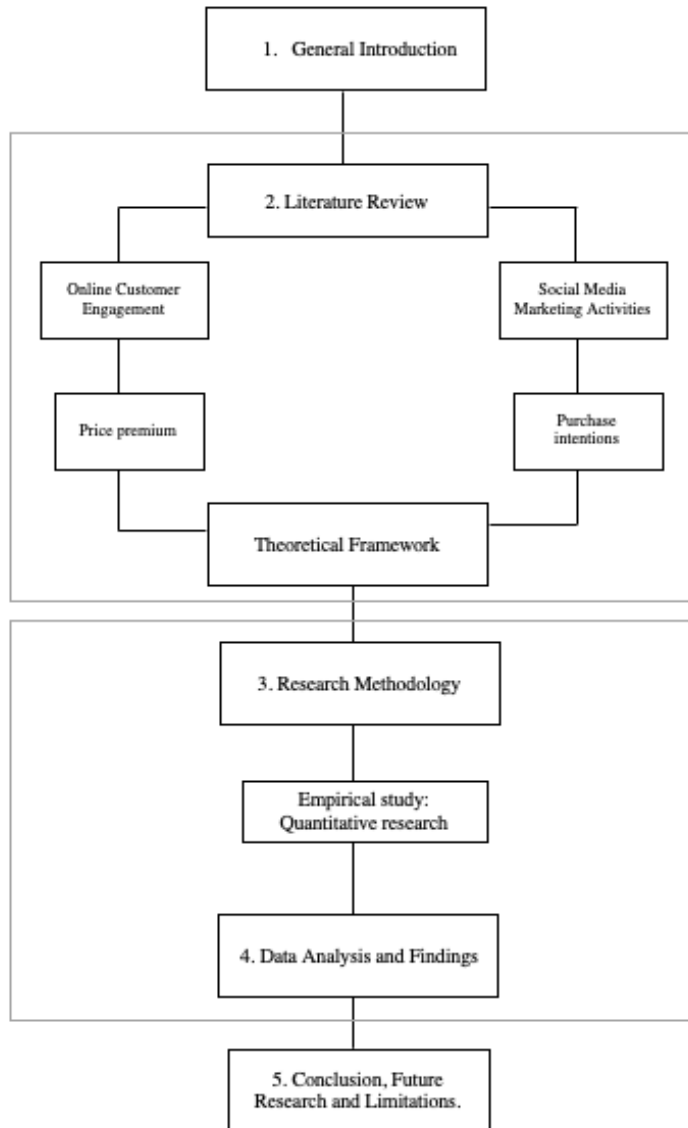 1. General Introduction
2. Literature Review
Online Customer
Engagement
Social Media
Marketing Activities
Price premium
Purchase
intentions
Theoretical Framework
3. Research Methodology
Empirical study:
Quantitative research
4. Data Analysis and Findings
5. Conclusion, Future
Research and Limitations.